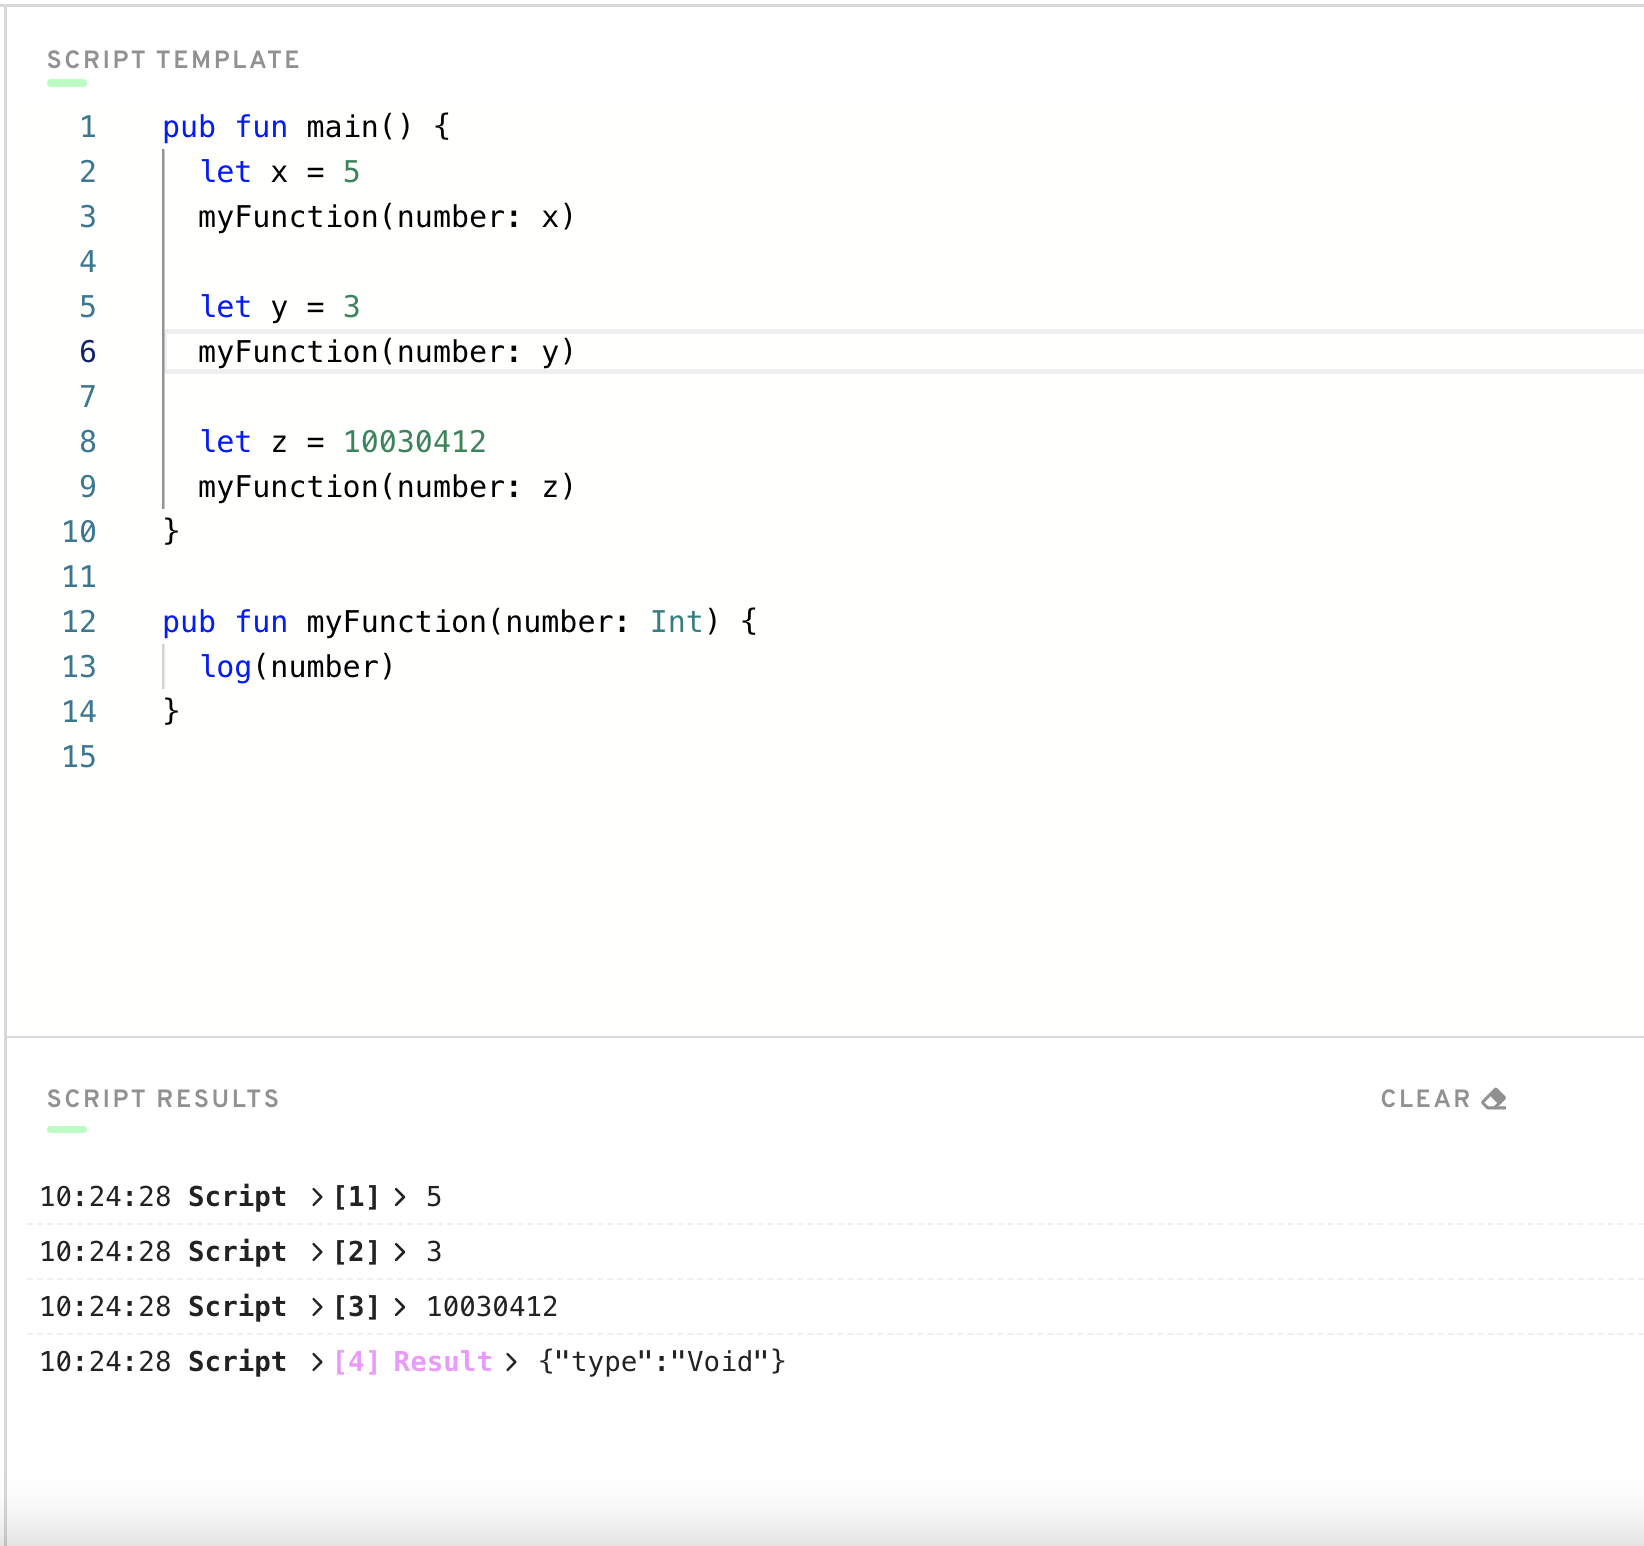 SCRIPT TEMPLATE
1 pub fun main() {
2 let x = 5
3 myFunction(number: x)
4
5 let y = 3
6 myFunction(number: y)
7
8 let z = 10030412
9 myFunction(number: z)
10 }
11
12 pub fun myFunction(number: Int) {
13 log(number)
14 }
15
SCRIPT RESULTS CLEAR
10:24:28 Script >[1]> 5
10:24:28 Script >[2]> 3
10:24:28 Script >[3]> 10030412
10:24:28 Script >[4] Result> {"type":"Void"}